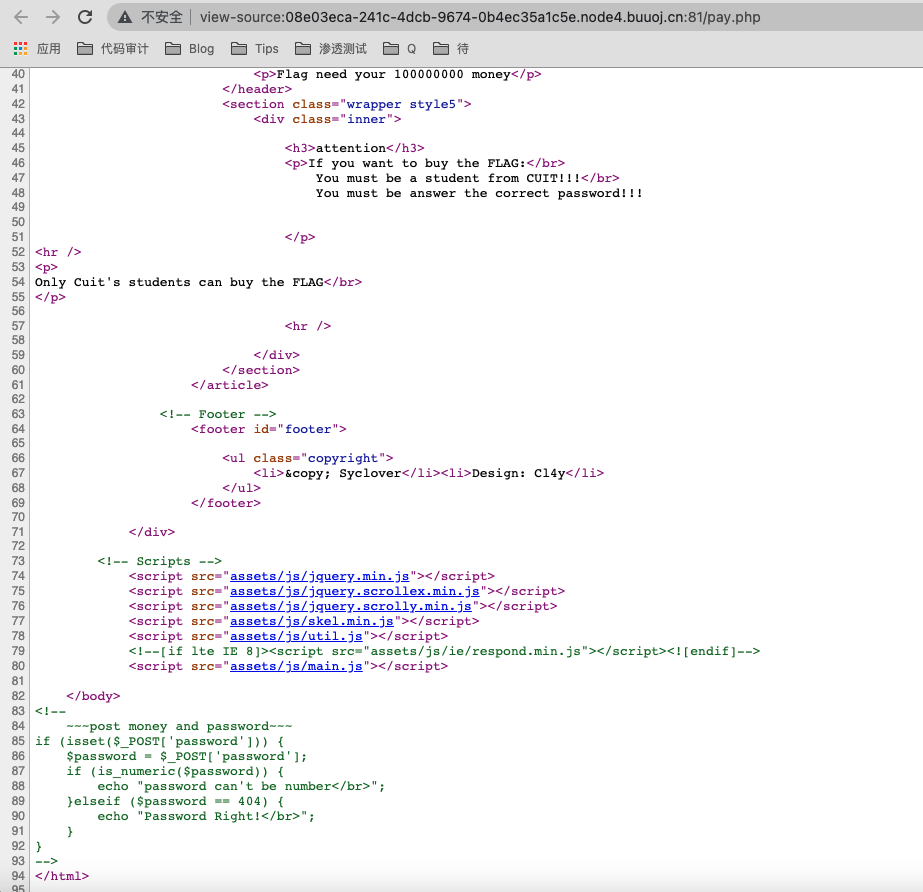 不安全 view-source:08e03eca-241c-4dcb-9674-0b4ec35a1c5e.node4.buuoj.cn:81/pay.php
应用 代码审计 Blog Tips 渗透测试 Q 待
40 <p>Flag need your 100000000 money</p>
41 </header>
42 <section class="wrapper style5">
43 <div class="inner">
44
45 <h3>attention</h3>
46 <p>If you want to buy the FLAG:</br>
47 You must be a student from CUIT!!!</br>
48 You must be answer the correct password!!!
49
50
51 </p>
52 <hr />
53 <p>
54 Only Cuit's students can buy the FLAG</br>
55 </p>
56
57 <hr />
58
59 </div>
60 </section>
61 </article>
62
63 <!-- Footer -->
64 <footer id="footer">
65
66 <ul class="copyright">
67 <li>&copy; Syclover</li><li>Design: Cl4y</li>
68 </ul>
69 </footer>
70
71 </div>
72
73 <!-- Scripts -->
74 <script src="assets/js/jquery.min.js"></script>
75 <script src="assets/js/jquery.scrollex.min.js"></script>
76 <script src="assets/js/jquery.scrolly.min.js"></script>
77 <script src="assets/js/skel.min.js"></script>
78 <script src="assets/js/util.js"></script>
79 <!--[if lte IE 8]><script src="assets/js/ie/respond.min.js"></script><![endif]-->
80 <script src="assets/js/main.js"></script>
81
82 </body>
83 <!--
84 ~~~post money and password~~~
85 if (isset($_POST['password'])) {
86 $password = $_POST['password'];
87 if (is_numeric($password)) {
88 echo "password can't be number</br>";
89 }elseif ($password == 404) {
90 echo "Password Right!</br>";
91 }
92 }
93 -->
94 </html>
95